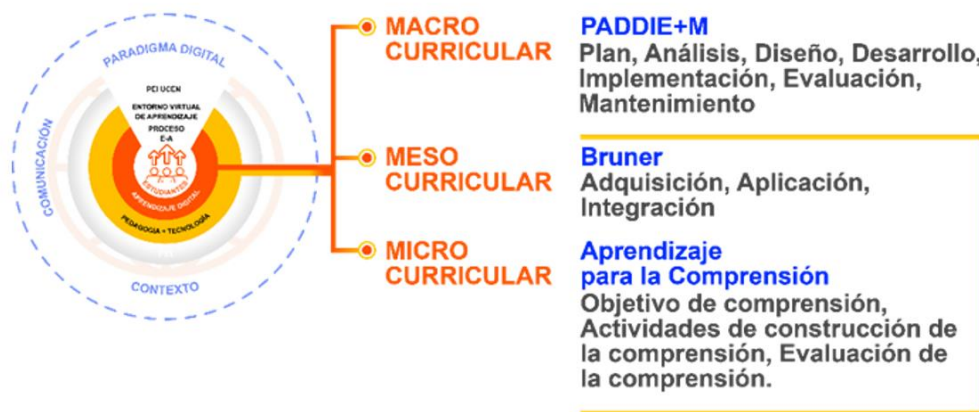 PARADIGMA DIGITAL
COMUNICACIÓN
CONTEXTO
PEI UCEN
ENTORNO VIRTUAL
DE APRENDIZAJE
PROCESO
E-A
ESTUDIANTES
APRENDIZAJE DIGITAL
PEDAGOGÍA + TECNOLOGÍA
MACRO
CURRICULAR
PADDIE+M
Plan, Análisis, Diseño, Desarrollo,
Implementación, Evaluación,
Mantenimiento
MESO
CURRICULAR
Bruner
Adquisición, Aplicación,
Integración
MICRO
CURRICULAR
Aprendizaje
para la Comprensión
Objetivo de comprensión,
Actividades de construcción de
la comprensión, Evaluación de
la comprensión.